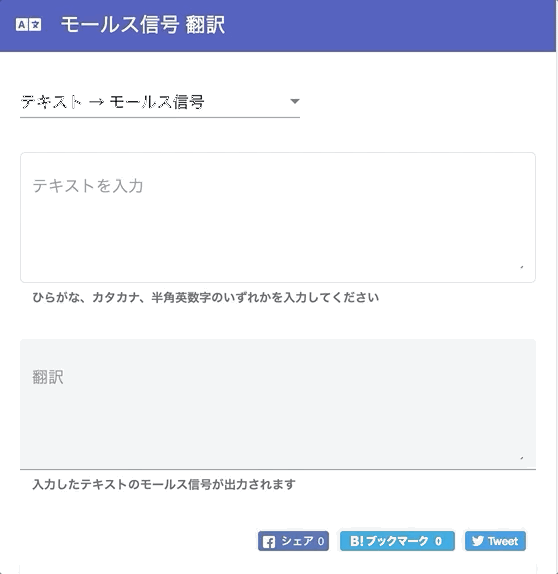 モールス信号 翻訳
テキスト → モールス信号
テキストを入力
ひらがな、カタカナ、半角英数字のいずれかを入力してください
翻訳
入力したテキストのモールス信号が出力されます
シェア 0 B!ブックマーク 0 Tweet